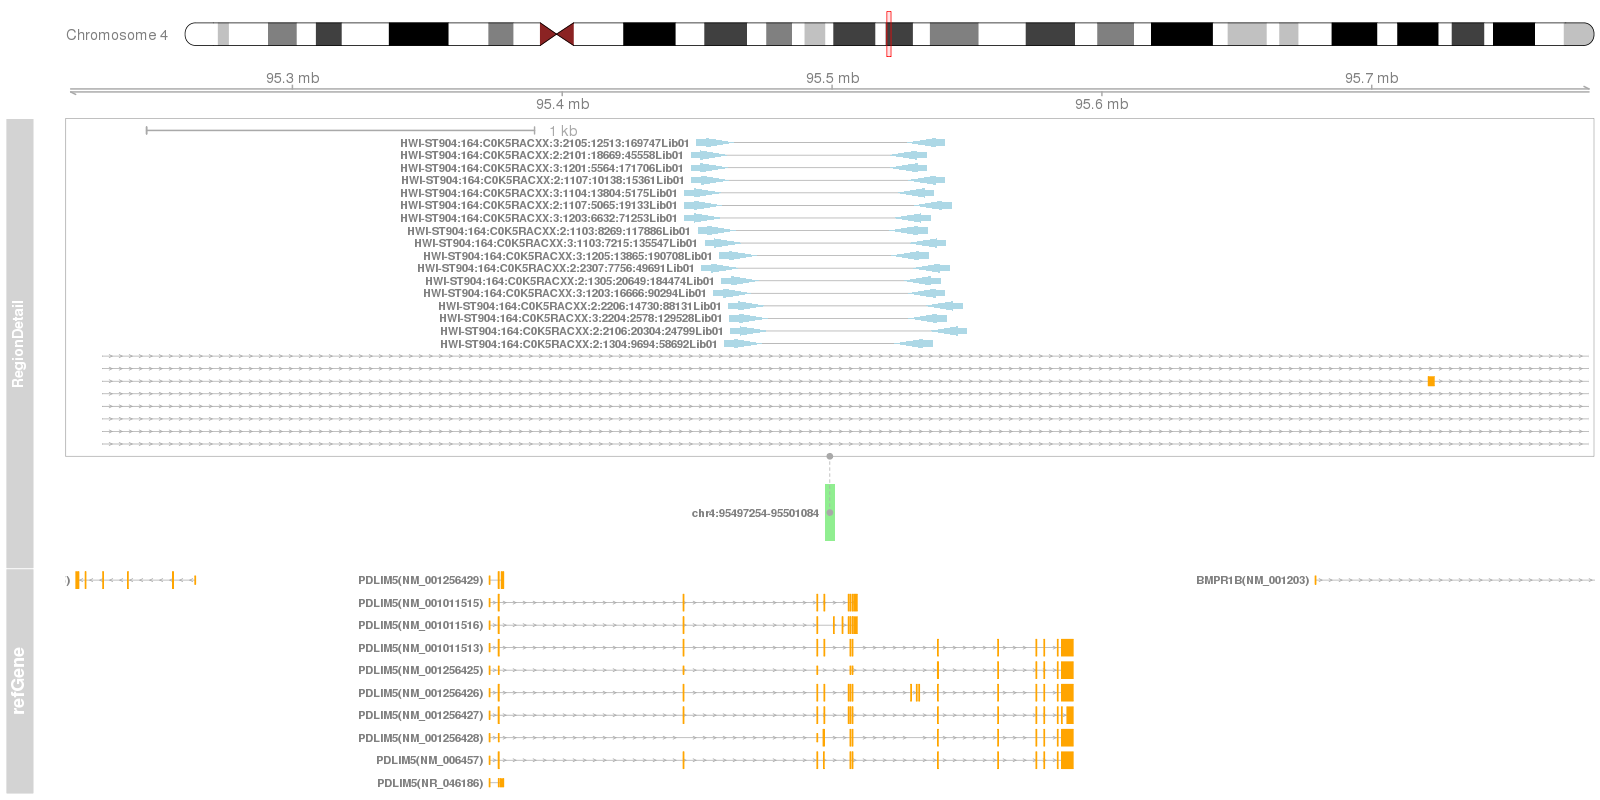 Chromosome 4
95.3 mb
95.5 mb
95.7 mb
95.4 mb
95.6 mb
RegionDetail
1 kb
HWI-ST904:164:C0K5RACXX:3:2105:12513:169747Lib01
HWI-ST904:164:C0K5RACXX:2:2101:18669:45558Lib01
HWI-ST904:164:C0K5RACXX:3:1201:5564:171706Lib01
HWI-ST904:164:C0K5RACXX:2:1107:10138:15361Lib01
HWI-ST904:164:C0K5RACXX:3:1104:13804:5175Lib01
HWI-ST904:164:C0K5RACXX:2:1107:5065:19133Lib01
HWI-ST904:164:C0K5RACXX:3:1203:6632:71253Lib01
HWI-ST904:164:C0K5RACXX:2:1103:8269:117886Lib01
HWI-ST904:164:C0K5RACXX:3:1103:7215:135547Lib01
HWI-ST904:164:C0K5RACXX:3:1205:13865:190708Lib01
HWI-ST904:164:C0K5RACXX:2:2307:7756:49691Lib01
HWI-ST904:164:C0K5RACXX:2:1305:20649:184474Lib01
HWI-ST904:164:C0K5RACXX:3:1203:16666:90294Lib01
HWI-ST904:164:C0K5RACXX:2:2206:14730:88131Lib01
HWI-ST904:164:C0K5RACXX:3:2204:2578:129528Lib01
HWI-ST904:164:C0K5RACXX:2:2106:20304:24799Lib01
HWI-ST904:164:C0K5RACXX:2:1304:9694:58692Lib01
chr4:95497254-95501084
refGene
)
PDLIM5(NM_001256429)
BMPR1B(NM_001203)
PDLIM5(NM_001011515)
PDLIM5(NM_001011516)
PDLIM5(NM_001011513)
PDLIM5(NM_001256425)
PDLIM5(NM_001256426)
PDLIM5(NM_001256427)
PDLIM5(NM_001256428)
PDLIM5(NM_006457)
PDLIM5(NR_046186)